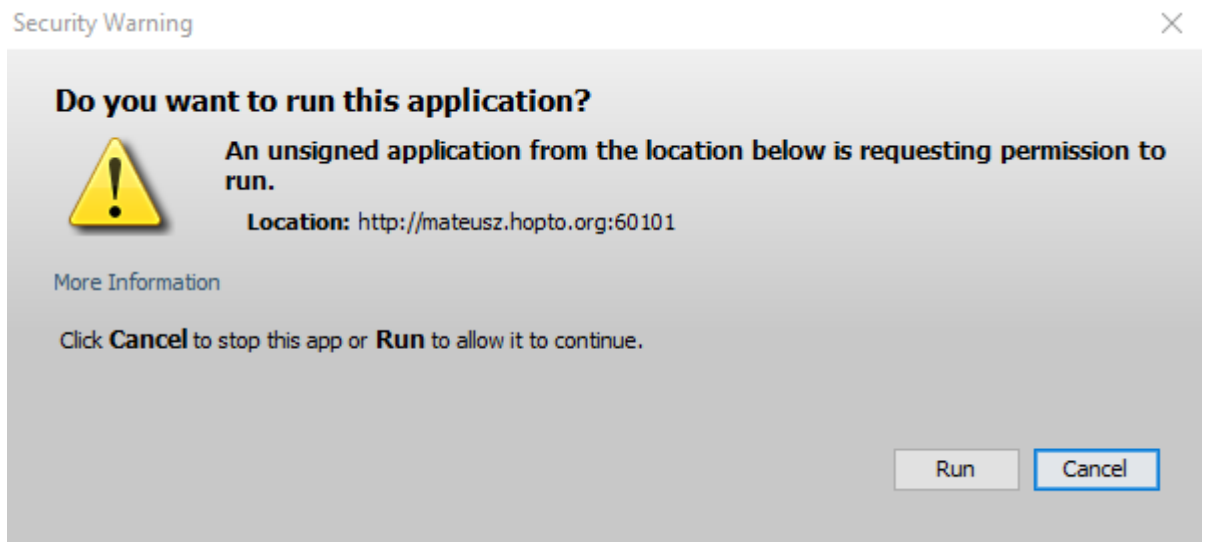 Security Warning
Do you want to run this application?
An unsigned application from the location below is requesting permission to
run.
Location: http://mateusz.hopto.org:60101
More Information
Click Cancel to stop this app or Run to allow it to continue.
Run Cancel